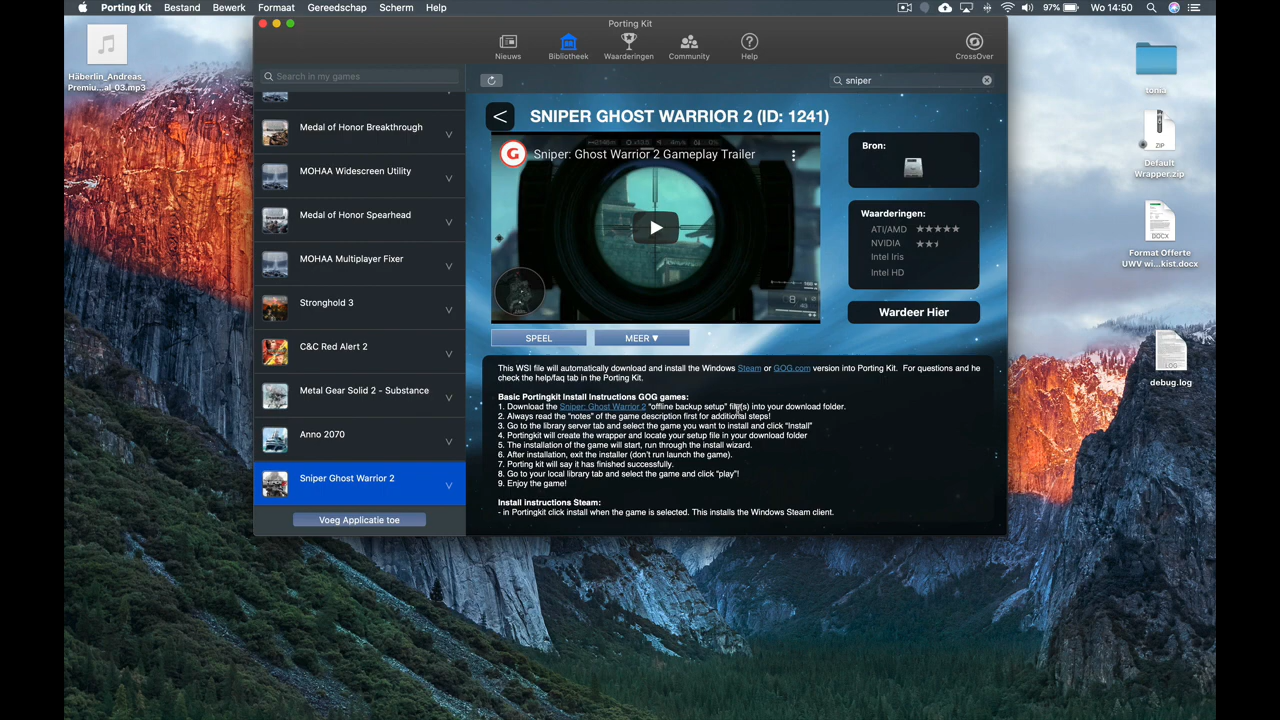 Porting Kit Bestand Bewerk Formaat Gereedschap Scherm Help
97% Wo 14:50
Porting Kit
Nieuws Bibliotheek Waarderingen Community Help CrossOver
Search in my games
sniper
Medal of Honor Breakthrough
MOHAA Widescreen Utility
Medal of Honor Spearhead
MOHAA Multiplayer Fixer
Stronghold 3
C&C Red Alert 2
Metal Gear Solid 2 - Substance
Anno 2070
Sniper Ghost Warrior 2
Voeg Applicatie toe
< SNIPER GHOST WARRIOR 2 (ID: 1241)
G Sniper: Ghost Warrior 2 Gameplay Trailer
Bron:
Waarderingen:
ATI/AMD ★★★★★
NVIDIA
Intel Iris
Intel HD
Wardeer Hier
SPEEL
MEER ▼
This WSI file will automatically download and install the Windows Steam or GOG.com version into Porting Kit. For questions and he
check the help/faq tab in the Porting Kit.
Basic Portingkit Install Instructions GOG games:
1. Download the Sniper: Ghost Warrior 2 “offline backup setup” file(s) into your download folder.
2. Always read the “notes” of the game description first for additional steps!
3. Go to the library server tab and select the game you want to install and click “Install”
4. Portingkit will create the wrapper and locate your setup file in your download folder
5. The installation of the game will start, run through the install wizard.
6. After installation, exit the installer (don’t run launch the game).
7. Porting kit will say it has finished successfully.
8. Go to your local library tab and select the game and click “play”!
9. Enjoy the game!
Install instructions Steam:
- in Portingkit click install when the game is selected. This installs the Windows Steam client.
Häberlin_Andreas_
Premiu...al_03.mp3
tonia
ZIP
Default
Wrapper.zip
DOCX
Format Offerte
UWV wi...kist.docx
LOG
debug.log